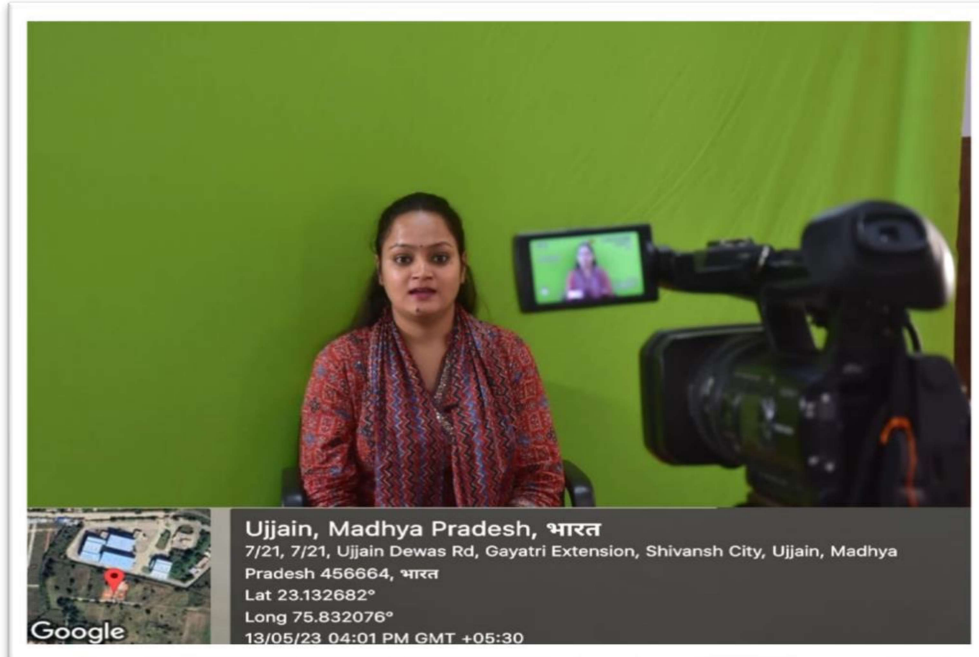 Ujjain, Madhya Pradesh, भारत
7/21, 7/21, Ujjain Dewas Rd, Gayatri Extension, Shivansh City, Ujjain, Madhya
Pradesh 456664, भारत
Lat 23.132682°
Long 75.832076°
13/05/23 04:01 PM GMT +05:30
Google